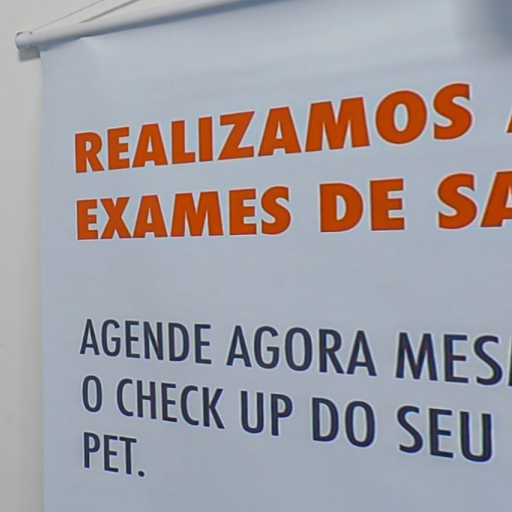 REALIZAMOS
EXAMES DE
AGENDE AGORA
O CHECK UP DO SEU
PET.